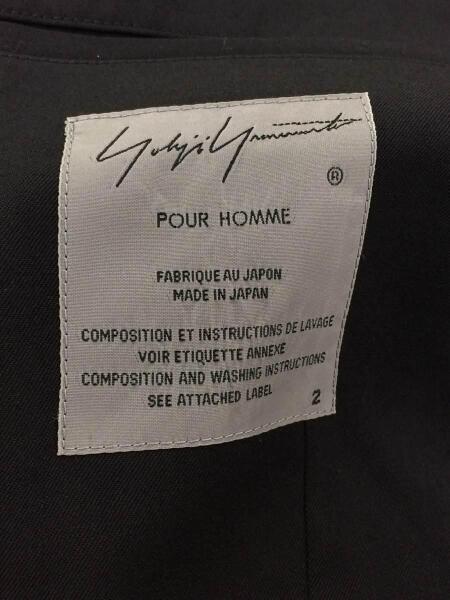 Yohji Yamamoto
®
POUR HOMME
FABRIQUE AU JAPON
MADE IN JAPAN
COMPOSITION ET INSTRUCTIONS DE LAVAGE
VOIR ETIQUETTE ANNEXE
COMPOSITION AND WASHING INSTRUCTIONS
SEE ATTACHED LABEL
2